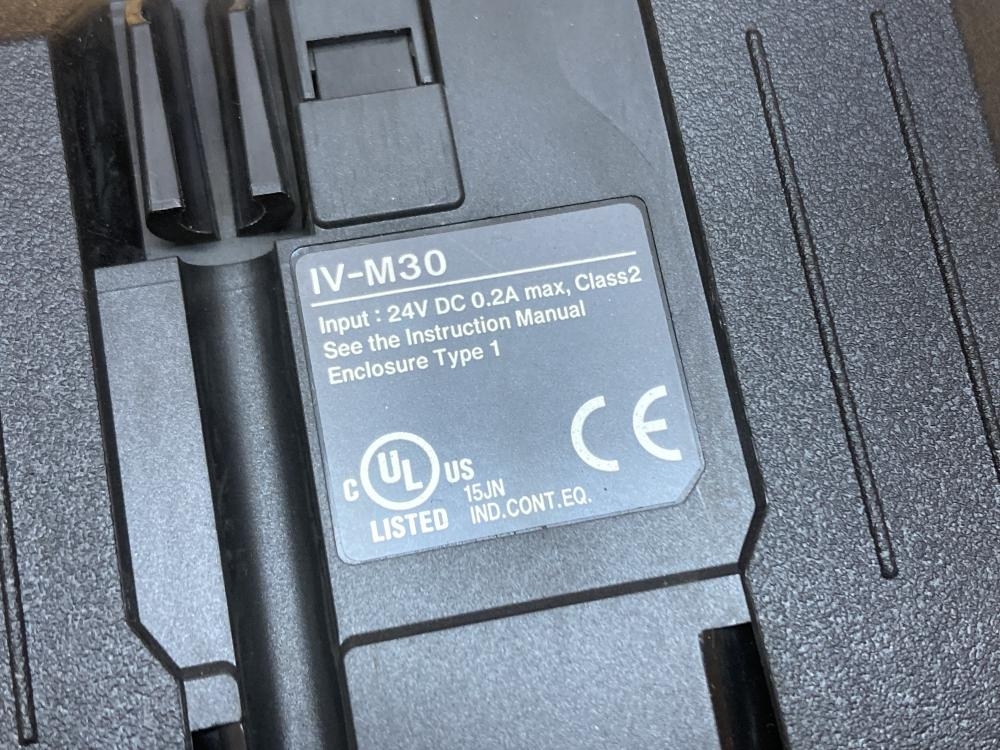 IV-M30
Input : 24V DC 0.2A max, Class2
See the Instruction Manual
Enclosure Type 1
C UL US
LISTED
15JN
IND.CONT.EQ.
CE